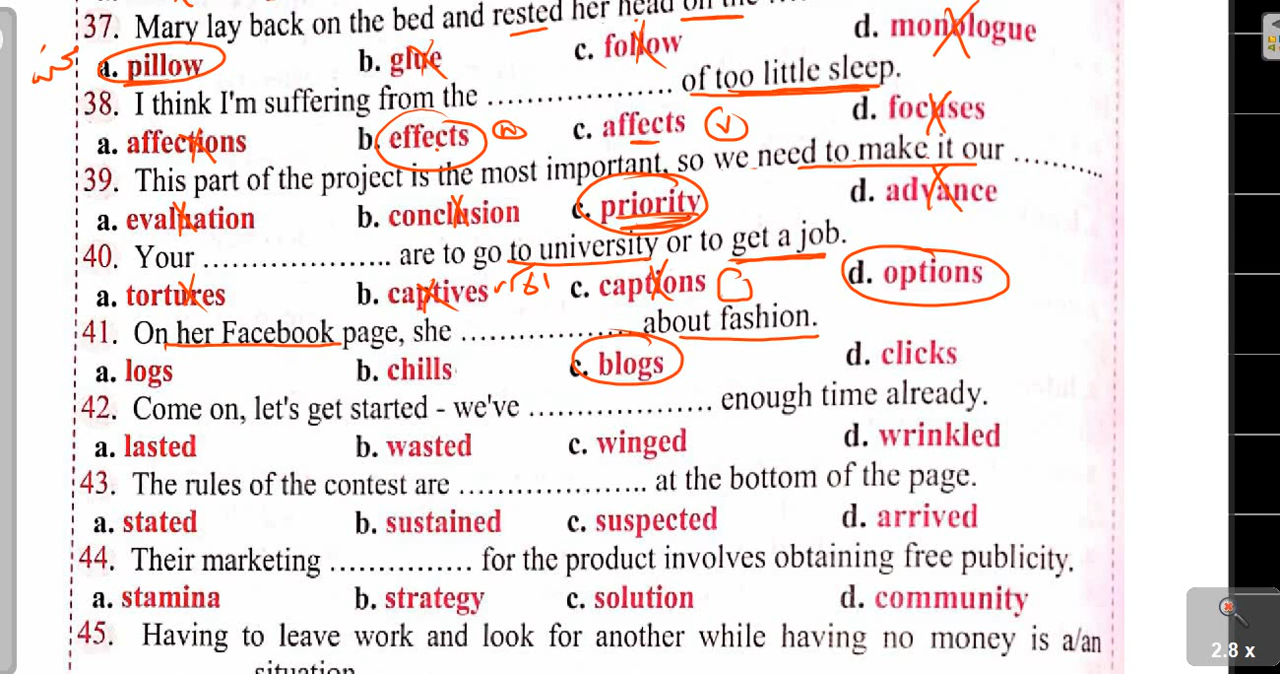 37. Mary lay back on the bed and rested her head on the
a. pillow b. glue c. follow d. monologue
38. I think I'm suffering from the ................... of too little sleep.
a. affections b. effects n c. affects v d. focuses
39. This part of the project is the most important, so we need to make it our .............
a. evaluation b. conclusion c. priority d. advance
40. Your ................... are to go to university or to get a job.
a. tortures b. captives c. captions d. options
41. On her Facebook page, she .................. about fashion.
a. logs b. chills c. blogs d. clicks
42. Come on, let's get started - we've ................... enough time already.
a. lasted b. wasted c. winged d. wrinkled
43. The rules of the contest are ................... at the bottom of the page.
a. stated b. sustained c. suspected d. arrived
44. Their marketing ............... for the product involves obtaining free publicity.
a. stamina b. strategy c. solution d. community
45. Having to leave work and look for another while having no money is a/an
situation.
2.8 x